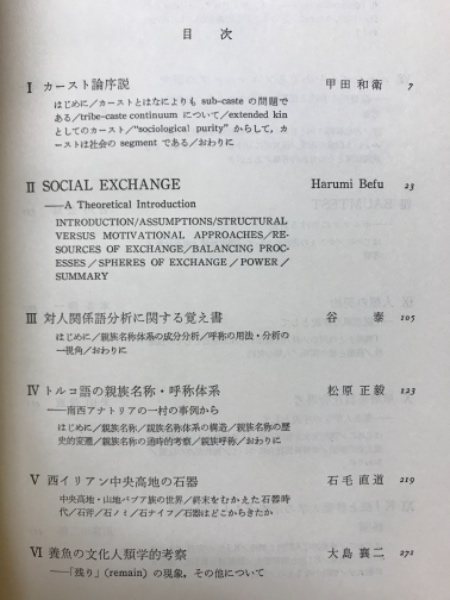 目次
I カースト論序説 甲田和衛 7
はじめに／カーストとはなによりも sub-caste の問題で
ある／tribe-caste continuum について／extended kin
としてのカースト／“sociological purity”からして，カ
ーストは社会の segment である／おわりに
II SOCIAL EXCHANGE Harumi Befu 23
——A Theoretical Introduction
INTRODUCTION/ASSUMPTIONS/STRUCTURAL
VERSUS MOTIVATIONAL APPROACHES/RE-
SOURCES OF EXCHANGE/BALANCING PROC-
ESSES／SPHERES OF EXCHANGE／POWER／
SUMMARY
III 対人関係語分析に関する覚え書 谷泰 105
はじめに／親族名称体系の成分分析／呼称の用法・分析の
一視角／おわりに
IV トルコ語の親族名称・呼称体系 松原正毅 123
——南西アナトリアの一村の事例から
はじめに／親族名称／親族名称体系の構造／親族名称の歴
史的変遷／親族名称の通時的考察／親族呼称／おわりに
V 西イリアン中央高地の石器 石毛直道 219
中央高地・山地パプア族の世界／終末をむかえた石器時
代／石斧／石ノミ／石ナイフ／石器はどこからきたか
VI 養魚の文化人類学的考察 大島襄二 271
——「残り」(remain) の現象，その他について